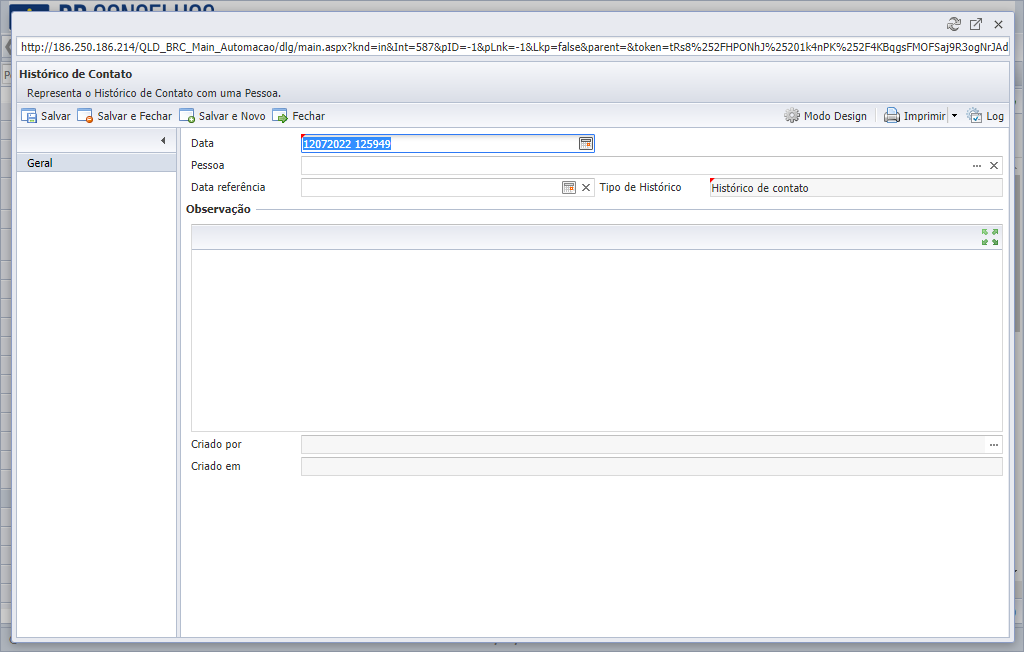 http://186.250.186.214/QLD_BRC_Main_Automacao/dlg/main.aspx?knd=in&Int=587&pID=-1&pLnk=-1&Lkp=false&parent=&token=tRs8%252FHPONhJ%25201k4nPK%252F4KBqgsFMOFSaj9R3ogNrJAd
Histórico de Contato
Representa o Histórico de Contato com uma Pessoa.
Salvar Salvar e Fechar Salvar e Novo Fechar Modo Design Imprimir Log
Geral
Data 12072022 125949
Pessoa
Data referência Tipo de Histórico Histórico de contato
Observação
Criado por
Criado em